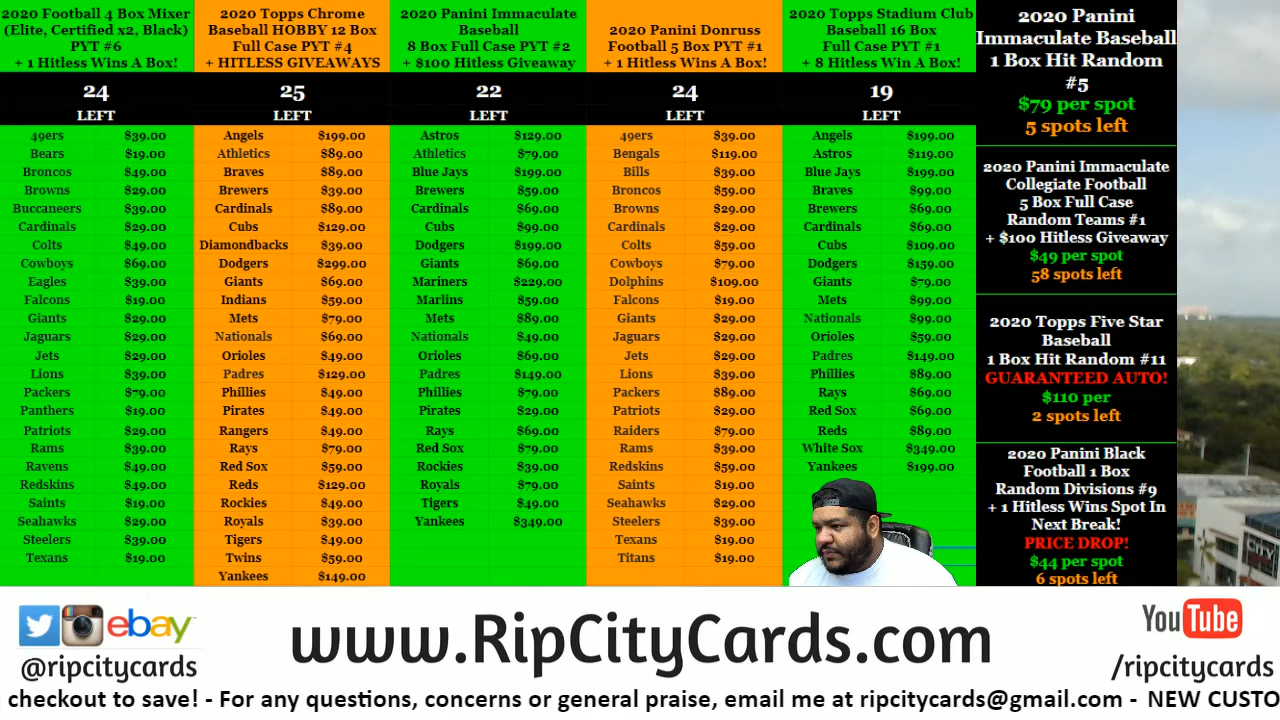 2020 Football 4 Box Mixer
(Elite, Certified x2, Black)
PYT #6
+ 1 Hitless Wins A Box!
24
LEFT
49ers $39.00
Bears $19.00
Broncos $49.00
Browns $29.00
Buccaneers $39.00
Cardinals $29.00
Colts $49.00
Cowboys $69.00
Eagles $39.00
Falcons $19.00
Giants $29.00
Jaguars $29.00
Jets $29.00
Lions $39.00
Packers $79.00
Panthers $19.00
Patriots $29.00
Rams $39.00
Ravens $49.00
Redskins $49.00
Saints $19.00
Seahawks $29.00
Steelers $39.00
Texans $19.00
2020 Topps Chrome
Baseball HOBBY 12 Box
Full Case PYT #4
+ HITLESS GIVEAWAYS
25
LEFT
Angels $199.00
Athletics $89.00
Braves $89.00
Brewers $39.00
Cardinals $89.00
Cubs $129.00
Diamondbacks $39.00
Dodgers $299.00
Giants $69.00
Indians $59.00
Mets $79.00
Nationals $69.00
Orioles $49.00
Padres $129.00
Phillies $49.00
Pirates $49.00
Rangers $49.00
Rays $79.00
Red Sox $59.00
Reds $129.00
Rockies $49.00
Royals $39.00
Tigers $49.00
Twins $59.00
Yankees $149.00
2020 Panini Immaculate
Baseball
8 Box Full Case PYT #2
+ $100 Hitless Giveaway
22
LEFT
Astros $129.00
Athletics $79.00
Blue Jays $199.00
Brewers $59.00
Cardinals $69.00
Cubs $99.00
Dodgers $199.00
Giants $69.00
Mariners $229.00
Marlins $59.00
Mets $89.00
Nationals $49.00
Orioles $69.00
Padres $149.00
Phillies $79.00
Pirates $29.00
Rays $69.00
Red Sox $79.00
Rockies $39.00
Royals $79.00
Tigers $49.00
Yankees $349.00
2020 Panini Donruss
Football 5 Box PYT #1
+ 1 Hitless Wins A Box!
24
LEFT
49ers $39.00
Bengals $119.00
Bills $39.00
Broncos $59.00
Browns $29.00
Cardinals $29.00
Colts $59.00
Cowboys $79.00
Dolphins $109.00
Falcons $19.00
Giants $29.00
Jaguars $29.00
Jets $29.00
Lions $39.00
Packers $89.00
Patriots $29.00
Raiders $79.00
Rams $39.00
Redskins $59.00
Saints $19.00
Seahawks $29.00
Steelers $39.00
Texans $19.00
Titans $19.00
2020 Topps Stadium Club
Baseball 16 Box
Full Case PYT #1
+ 8 Hitless Win A Box!
19
LEFT
Angels $199.00
Astros $119.00
Blue Jays $199.00
Braves $99.00
Brewers $69.00
Cardinals $69.00
Cubs $109.00
Dodgers $159.00
Giants $79.00
Mets $99.00
Nationals $99.00
Orioles $59.00
Padres $149.00
Phillies $89.00
Rays $69.00
Red Sox $69.00
Reds $89.00
White Sox $349.00
Yankees $199.00
2020 Panini
Immaculate Baseball
1 Box Hit Random
#5
$79 per spot
5 spots left
2020 Panini Immaculate
Collegiate Football
5 Box Full Case
Random Teams #1
+ $100 Hitless Giveaway
$49 per spot
58 spots left
2020 Topps Five Star
Baseball
1 Box Hit Random #11
GUARANTEED AUTO!
$110 per
2 spots left
2020 Panini Black
Football 1 Box
Random Divisions #9
+ 1 Hitless Wins Spot In
Next Break!
PRICE DROP!
$44 per spot
6 spots left
CITY
ebay
@ripcitycards
www.RipCityCards.com
YouTube
/ripcitycards
checkout to save! - For any questions, concerns or general praise, email me at ripcitycards@gmail.com - NEW CUSTO